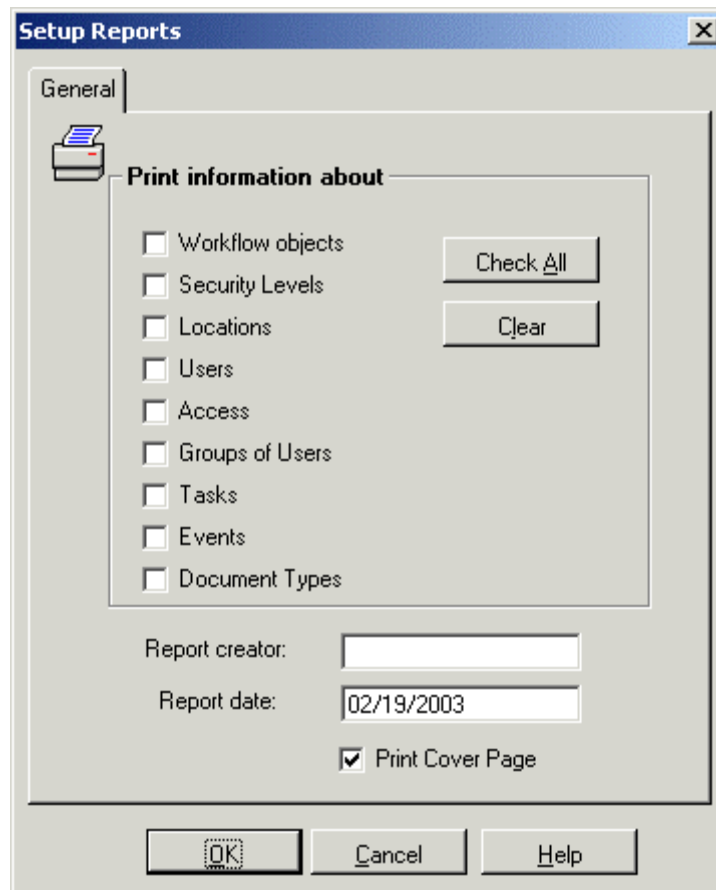 Setup Reports
General
Print information about
Workflow objects
Check All
Security Levels
Locations
Clear
Users
Access
Groups of Users
Tasks
Events
Document Types
Report creator:
Report date: 02/19/2003
Print Cover Page
OK Cancel Help